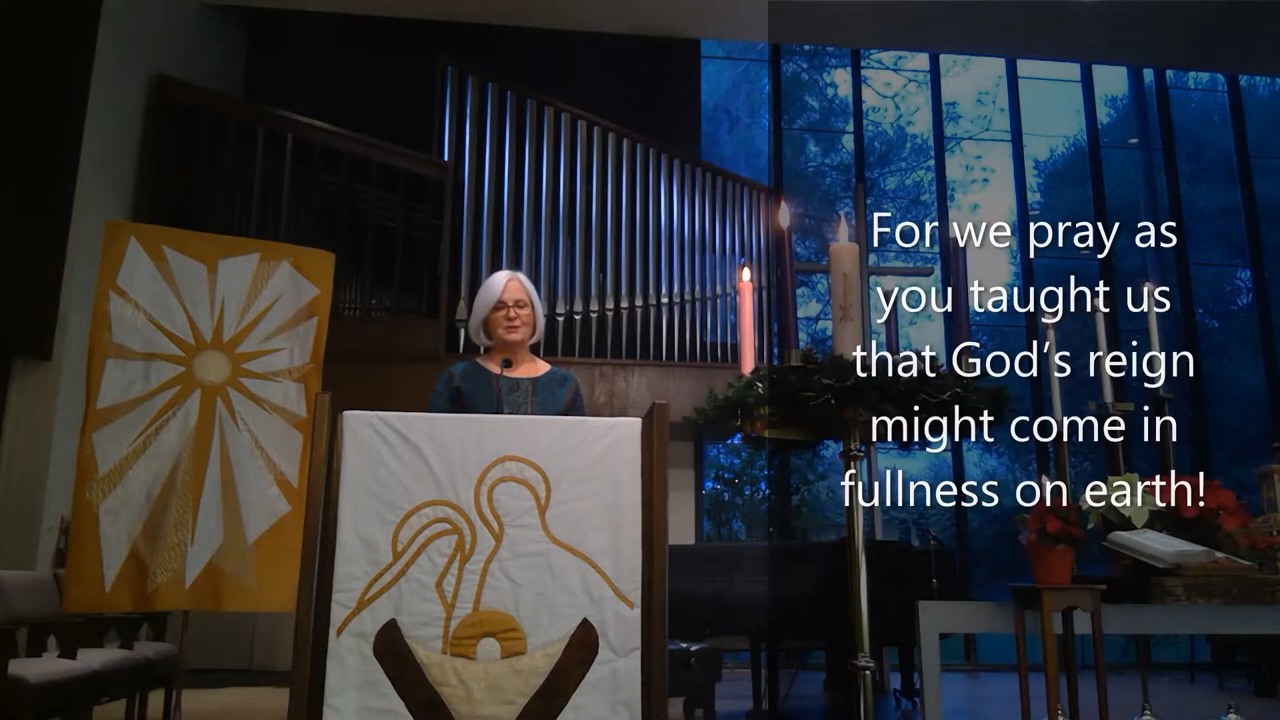 For we pray as
you taught us
that God's reign
might come in
fullness on earth!